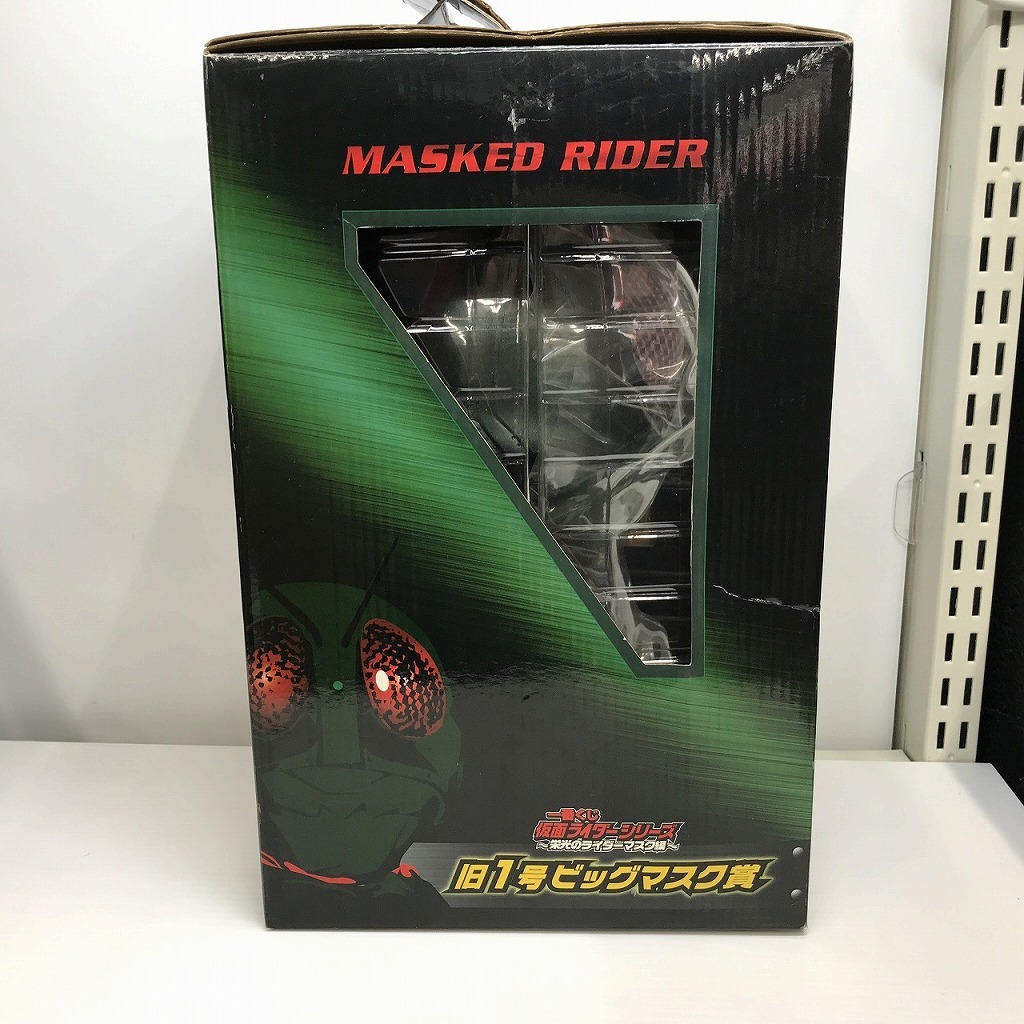 MASKED RIDER
一番くじ
仮面ライダーシリーズ
～栄光のライダーマスク編～
旧1号ビッグマスク賞